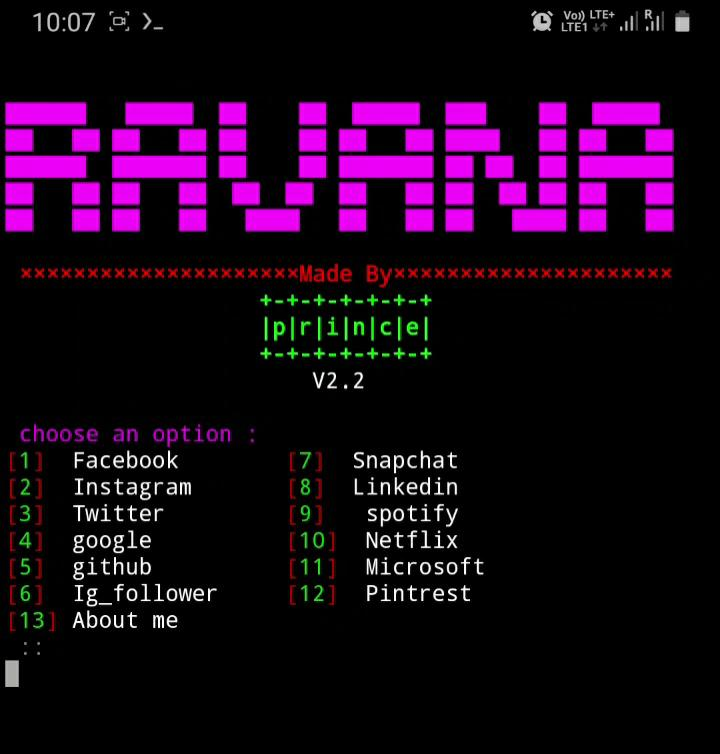 10:07 Vo)) LTE+ LTE1 R
RAVANA
×××××××××××××××××××××Made By×××××××××××××××××××××
+-+-+-+-+-+-+
|p|r|i|n|c|e|
+-+-+-+-+-+-+
V2.2
choose an option :
[1] Facebook [7] Snapchat
[2] Instagram [8] Linkedin
[3] Twitter [9] spotify
[4] google [10] Netflix
[5] github [11] Microsoft
[6] Ig_follower [12] Pintrest
[13] About me
::